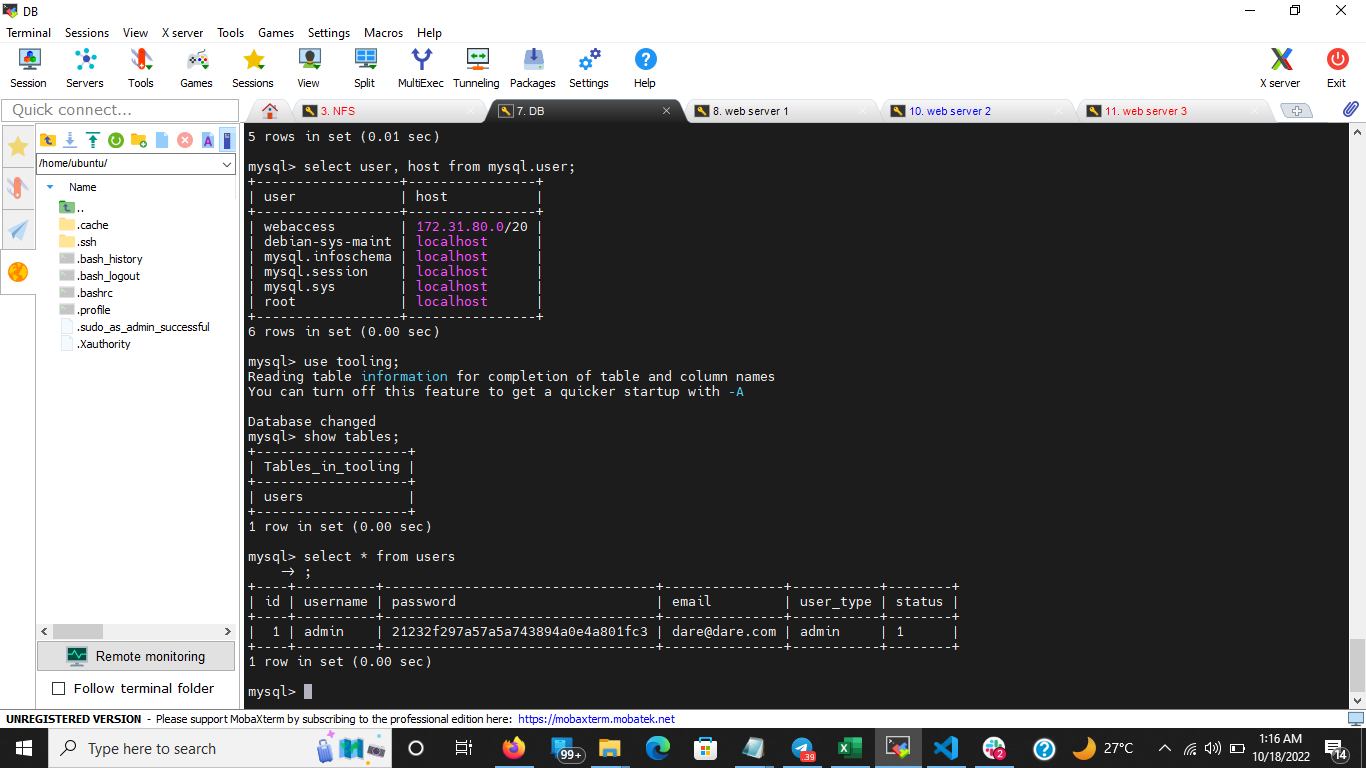 DB
Terminal Sessions View X server Tools Games Settings Macros Help
Session Servers Tools Games Sessions View Split MultiExec Tunneling Packages Settings Help X server Exit
Quick connect...
3. NFS
7. DB
8. web server 1
10. web server 2
11. web server 3
/home/ubuntu/
Name
..
.cache
.ssh
.bash_history
.bash_logout
.bashrc
.profile
.sudo_as_admin_successful
.Xauthority
Remote monitoring
Follow terminal folder
5 rows in set (0.01 sec)
mysql> select user, host from mysql.user;
+------------------+----------------+
| user             | host           |
+------------------+----------------+
| webaccess        | 172.31.80.0/20 |
| debian-sys-maint | localhost      |
| mysql.infoschema | localhost      |
| mysql.session    | localhost      |
| mysql.sys        | localhost      |
| root             | localhost      |
+------------------+----------------+
6 rows in set (0.00 sec)
mysql> use tooling;
Reading table information for completion of table and column names
You can turn off this feature to get a quicker startup with -A
Database changed
mysql> show tables;
+-------------------+
| Tables_in_tooling |
+-------------------+
| users             |
+-------------------+
1 row in set (0.00 sec)
mysql> select * from users
    -> ;
+----+----------+----------------------------------+---------------+-----------+--------+
| id | username | password                         | email         | user_type | status |
+----+----------+----------------------------------+---------------+-----------+--------+
|  1 | admin    | 21232f297a57a5a743894a0e4a801fc3 | dare@dare.com | admin     | 1      |
+----+----------+----------------------------------+---------------+-----------+--------+
1 row in set (0.00 sec)
mysql>
UNREGISTERED VERSION - Please support MobaXterm by subscribing to the professional edition here: https://mobaxterm.mobatek.net
Type here to search
99+
.39
2
27°C
1:16 AM
10/18/2022
14